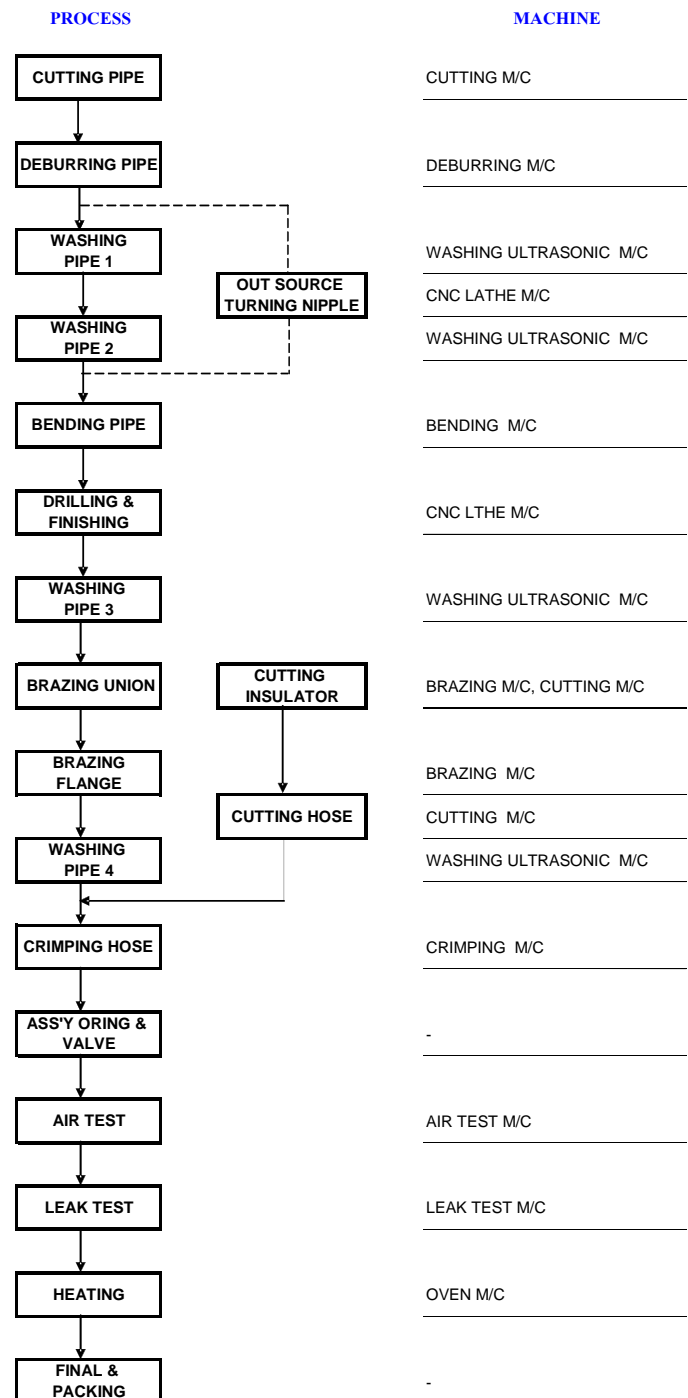 PROCESS MACHINE
CUTTING PIPE CUTTING M/C
DEBURRING PIPE DEBURRING M/C
WASHING
PIPE 1
WASHING ULTRASONIC M/C
OUT SOURCE
TURNING NIPPLE
CNC LATHE M/C
WASHING
PIPE 2
WASHING ULTRASONIC M/C
BENDING PIPE BENDING M/C
DRILLING &
FINISHING
CNC LTHE M/C
WASHING
PIPE 3
WASHING ULTRASONIC M/C
BRAZING UNION
CUTTING
INSULATOR
BRAZING M/C, CUTTING M/C
BRAZING
FLANGE
BRAZING M/C
CUTTING HOSE CUTTING M/C
WASHING
PIPE 4
WASHING ULTRASONIC M/C
CRIMPING HOSE CRIMPING M/C
ASS'Y ORING &
VALVE
-
AIR TEST AIR TEST M/C
LEAK TEST LEAK TEST M/C
HEATING OVEN M/C
FINAL &
PACKING
-